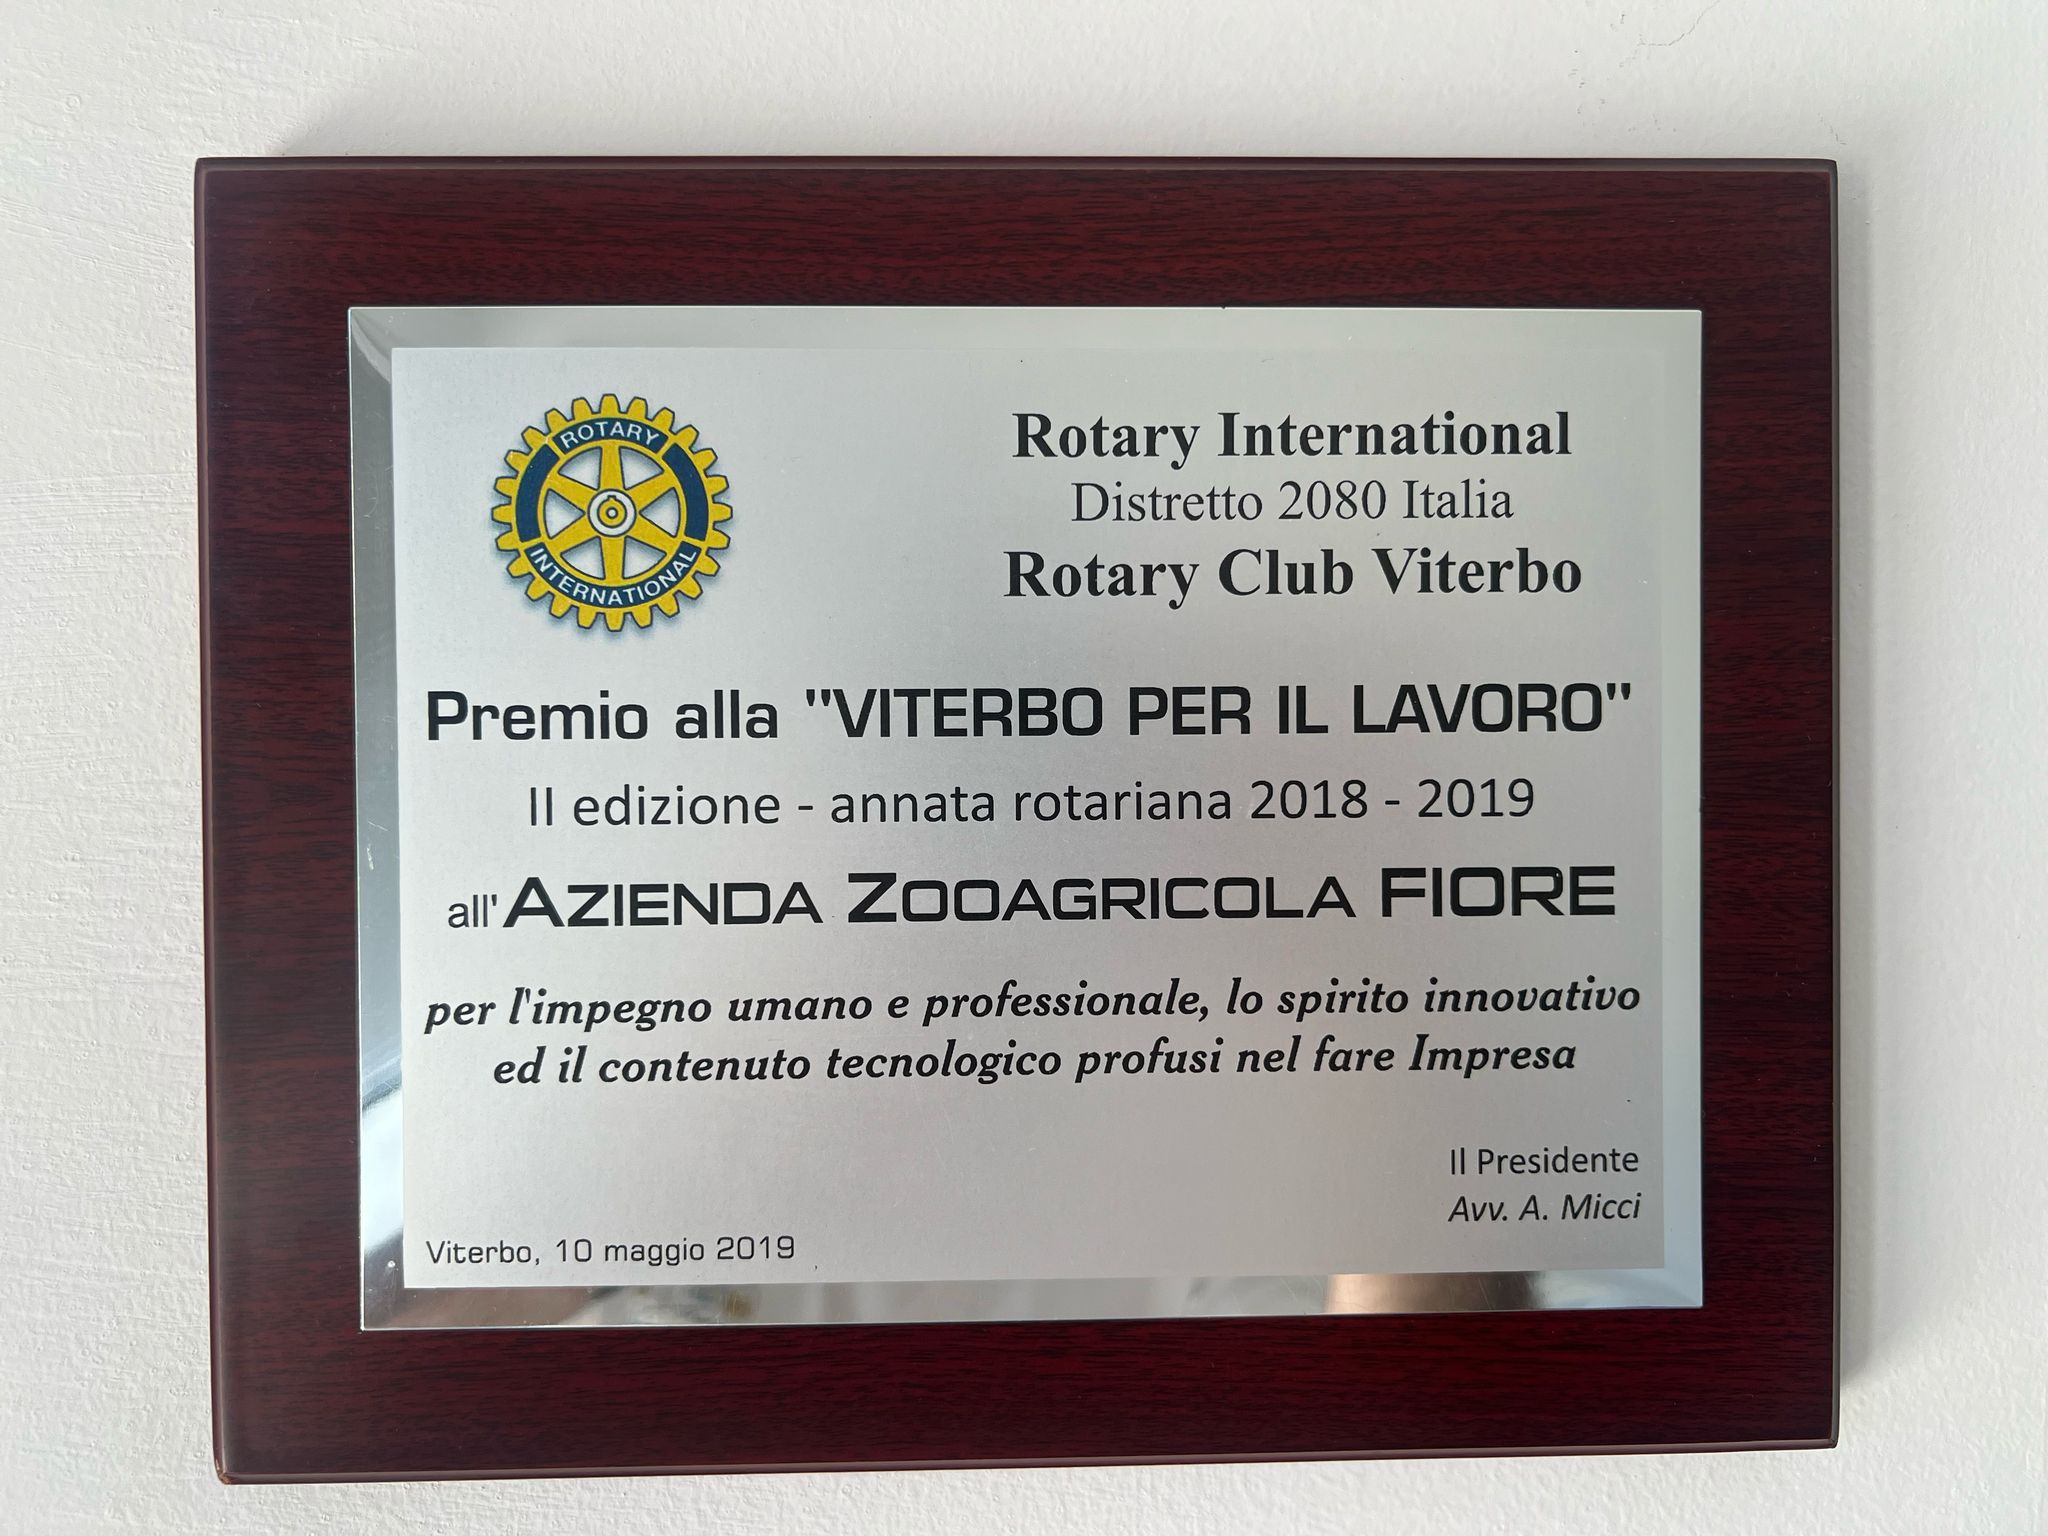 ROTARY
INTERNATIONAL
Rotary International
Distretto 2080 Italia
Rotary Club Viterbo
Premio alla "VITERBO PER IL LAVORO"
II edizione - annata rotariana 2018 - 2019
all'AZIENDA ZOOAGRICOLA FIORE
per l'impegno umano e professionale, lo spirito innovativo
ed il contenuto tecnologico profusi nel fare Impresa
Il Presidente
Avv. A. Micci
Viterbo, 10 maggio 2019